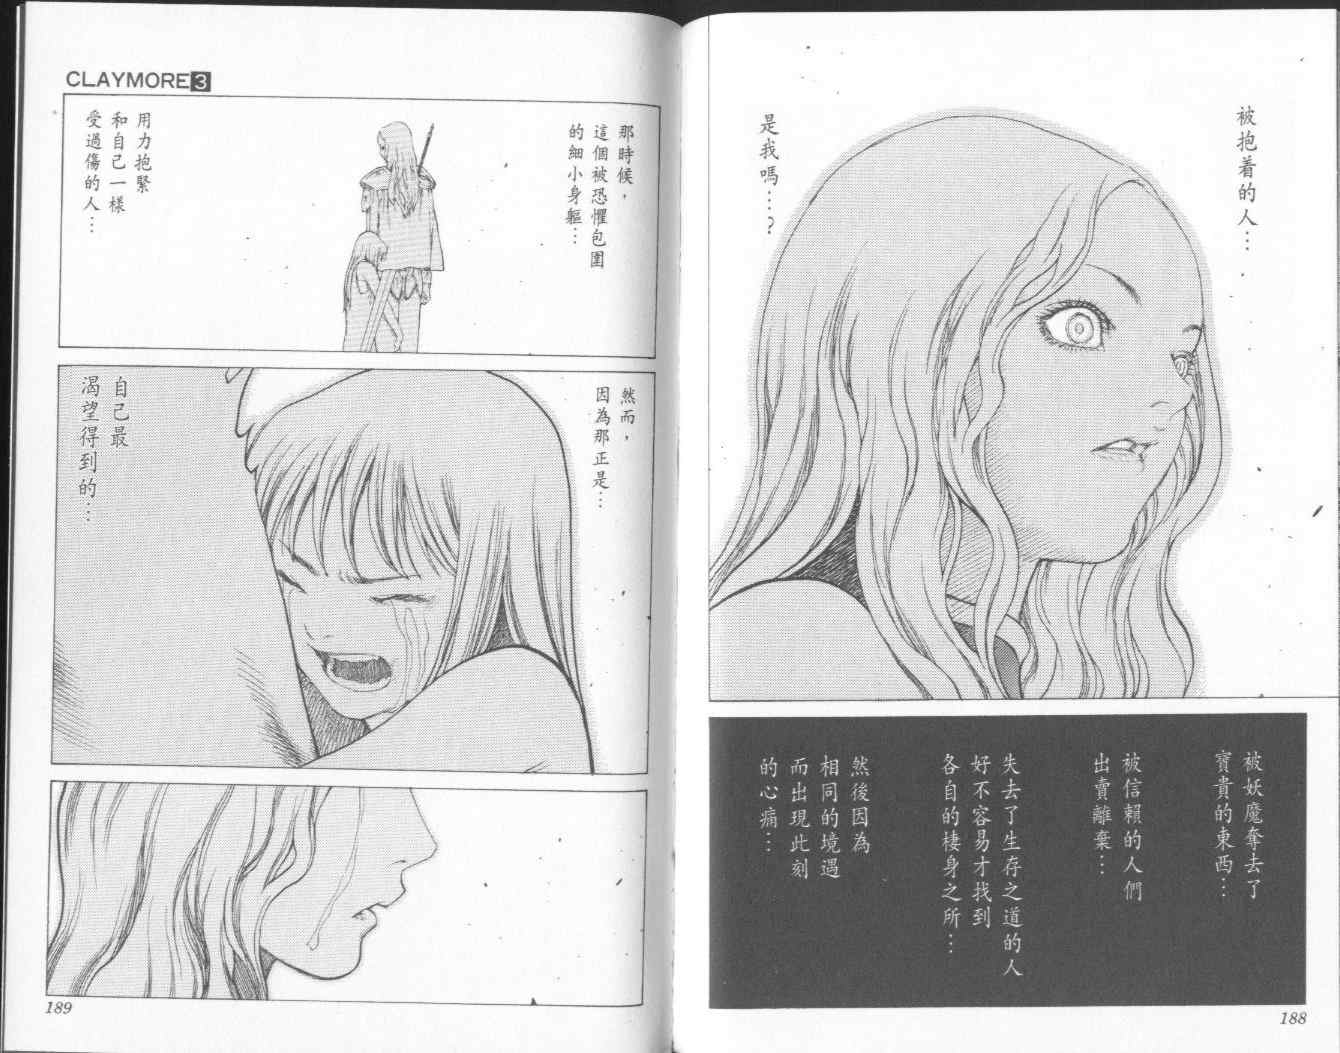 被抱着的人…
是我嗎…？
被妖魔奪去了
寶貴的東西…
被信賴的人們
出賣離棄…
失去了生存之道的人
好不容易才找到
各自的棲身之所…
然後因為
相同的境遇
而出現此刻
的心痛…
188
CLAYMORE3
那時候，
這個被恐懼包圍
的細小身軀…
用力抱緊
和自己一樣
受過傷的人…
然而，
因為那正是…
自己最
渴望得到的…
189